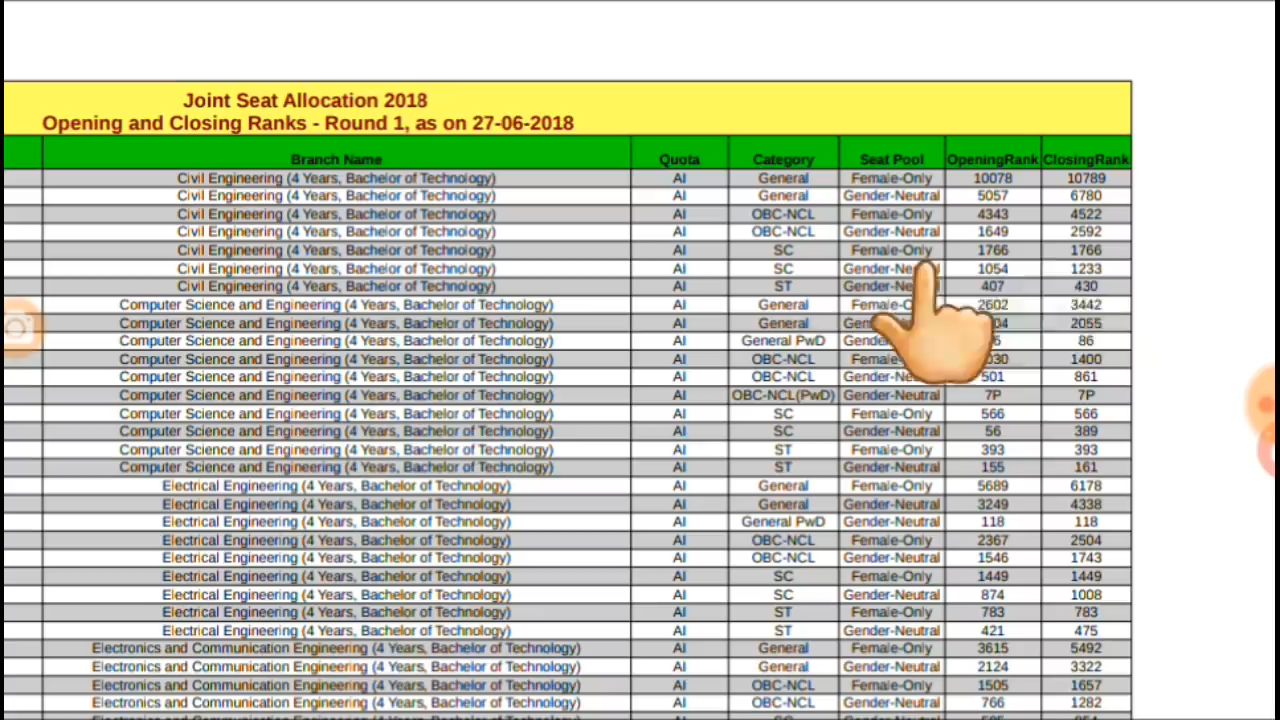 Joint Seat Allocation 2018
Opening and Closing Ranks - Round 1, as on 27-06-2018
Branch Name Quota Category Seat Pool OpeningRank ClosingRank
Civil Engineering (4 Years, Bachelor of Technology) AI General Female-Only 10078 10789
Civil Engineering (4 Years, Bachelor of Technology) AI General Gender-Neutral 5057 6780
Civil Engineering (4 Years, Bachelor of Technology) AI OBC-NCL Female-Only 4343 4522
Civil Engineering (4 Years, Bachelor of Technology) AI OBC-NCL Gender-Neutral 1649 2592
Civil Engineering (4 Years, Bachelor of Technology) AI SC Female-Only 1766 1766
Civil Engineering (4 Years, Bachelor of Technology) AI SC 1054 1233
Civil Engineering (4 Years, Bachelor of Technology) AI ST 407 430
Computer Science and Engineering (4 Years, Bachelor of Technology) AI General 2602 3442
Computer Science and Engineering (4 Years, Bachelor of Technology) AI General 2055
Computer Science and Engineering (4 Years, Bachelor of Technology) AI General PwD 86
Computer Science and Engineering (4 Years, Bachelor of Technology) AI OBC-NCL 1400
Computer Science and Engineering (4 Years, Bachelor of Technology) AI OBC-NCL 501 861
Computer Science and Engineering (4 Years, Bachelor of Technology) AI OBC-NCL(PwD) Gender-Neutral 7P 7P
Computer Science and Engineering (4 Years, Bachelor of Technology) AI SC Female-Only 566 566
Computer Science and Engineering (4 Years, Bachelor of Technology) AI SC Gender-Neutral 56 389
Computer Science and Engineering (4 Years, Bachelor of Technology) AI ST Female-Only 393 393
Computer Science and Engineering (4 Years, Bachelor of Technology) AI ST Gender-Neutral 155 161
Electrical Engineering (4 Years, Bachelor of Technology) AI General Female-Only 5689 6178
Electrical Engineering (4 Years, Bachelor of Technology) AI General Gender-Neutral 3249 4338
Electrical Engineering (4 Years, Bachelor of Technology) AI General PwD Gender-Neutral 118 118
Electrical Engineering (4 Years, Bachelor of Technology) AI OBC-NCL Female-Only 2367 2504
Electrical Engineering (4 Years, Bachelor of Technology) AI OBC-NCL Gender-Neutral 1546 1743
Electrical Engineering (4 Years, Bachelor of Technology) AI SC Female-Only 1449 1449
Electrical Engineering (4 Years, Bachelor of Technology) AI SC Gender-Neutral 874 1008
Electrical Engineering (4 Years, Bachelor of Technology) AI ST Female-Only 783 783
Electrical Engineering (4 Years, Bachelor of Technology) AI ST Gender-Neutral 421 475
Electronics and Communication Engineering (4 Years, Bachelor of Technology) AI General Female-Only 3615 5492
Electronics and Communication Engineering (4 Years, Bachelor of Technology) AI General Gender-Neutral 2124 3322
Electronics and Communication Engineering (4 Years, Bachelor of Technology) AI OBC-NCL Female-Only 1505 1657
Electronics and Communication Engineering (4 Years, Bachelor of Technology) AI OBC-NCL Gender-Neutral 766 1282